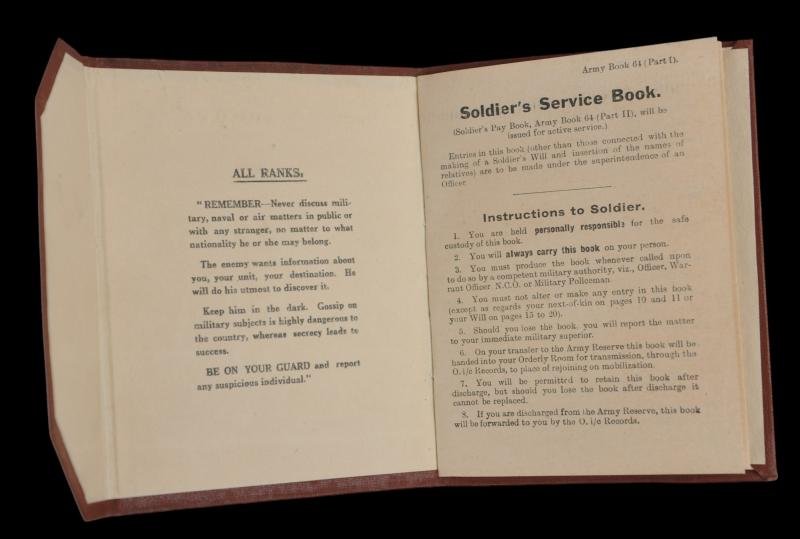 ALL RANKS.
"REMEMBER—Never discuss mili-
tary, naval or air matters in public or
with any stranger, no matter to what
nationality he or she may belong.
The enemy wants information about
you, your unit, your destination. He
will do his utmost to discover it.
Keep him in the dark. Gossip on
military subjects is highly dangerous to
the country, whereas secrecy leads to
success.
BE ON YOUR GUARD and report
any suspicious individual."
Army Book 64 (Part I).
Soldier's Service Book.
(Soldier's Pay Book, Army Book 64 (Part II), will be
issued for active service.)
Entries in this book (other than those connected with the
making of a Soldier's Will and insertion of the names of
relatives) are to be made under the superintendence of an
Officer
Instructions to Soldier.
1. You are held personally responsible for the safe
custody of this book.
2. You will always carry this book on your person.
3. You must produce the book whenever called upon
to do so by a competent military authority, viz., Officer, War-
rant Officer N.C.O. or Military Policeman
4. You must not alter or make any entry in this book
(except as regards your next-of-kin on pages 10 and 11 or
your Will on pages 15 to 20).
5. Should you lose the book, you will report the matter
to your immediate military superior.
6. On your transfer to the Army Reserve this book will be
handed into your Orderly Room for transmission, through the
O. i/c Records, to place of rejoining on mobilization.
7. You will be permitted to retain this book after
discharge, but should you lose the book after discharge it
cannot be replaced.
8. If you are discharged from the Army Reserve, this book
will be forwarded to you by the O. i/c Records.